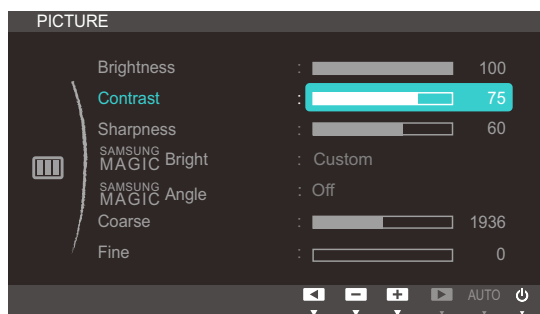 PICTURE
Brightness : 100
Contrast : 75
Sharpness : 60
SAMSUNG
MAGIC Bright : Custom
SAMSUNG
MAGIC Angle : Off
Coarse : 1936
Fine : 0
AUTO